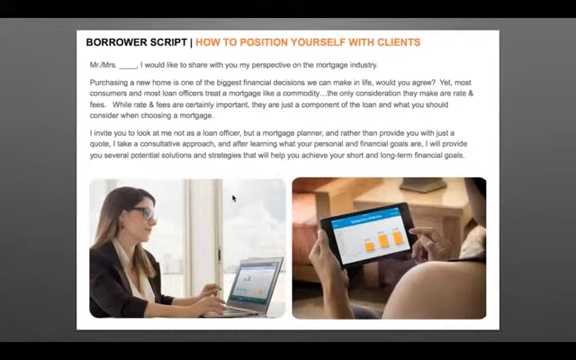 BORROWER SCRIPT | HOW TO POSITION YOURSELF WITH CLIENTS
Mr./Mrs. ____, I would like to share with you my perspective on the mortgage industry.
Purchasing a new home is one of the biggest financial decisions we can make in life, would you agree? Yet, most
consumers and most loan officers treat a mortgage like a commodity…the only consideration they make are rate &
fees. While rate & fees are certainly important, they are just a component of the loan and what you should
consider when choosing a mortgage.
I invite you to look at me not as a loan officer, but a mortgage planner, and rather than provide you with just a
quote, I take a consultative approach, and after learning what your personal and financial goals are, I will provide
you several potential solutions and strategies that will help you achieve your short and long-term financial goals.